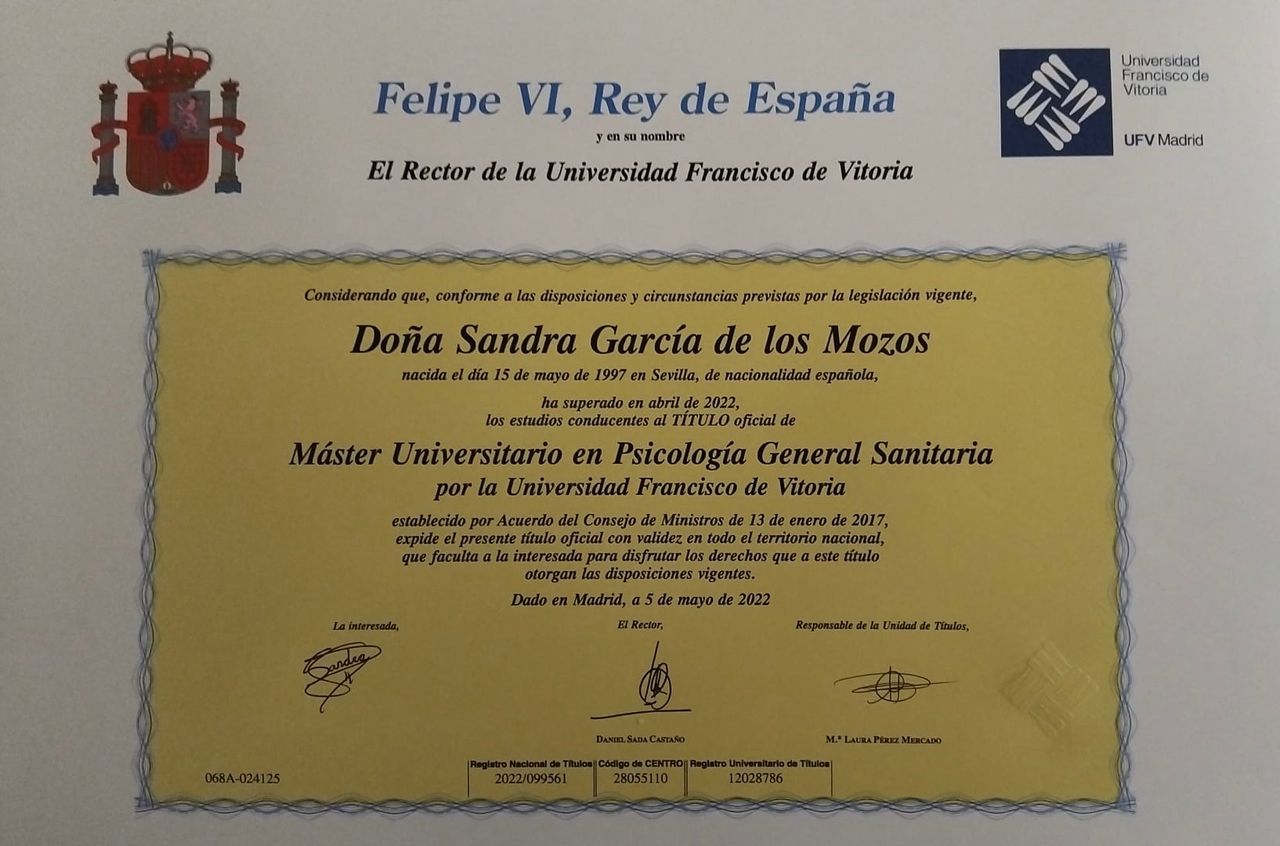 Felipe VI, Rey de España
y en su nombre
El Rector de la Universidad Francisco de Vitoria
Universidad
Francisco de
Vitoria
UFV Madrid
Considerando que, conforme a las disposiciones y circunstancias previstas por la legislación vigente,
Doña Sandra García de los Mozos
nacida el día 15 de mayo de 1997 en Sevilla, de nacionalidad española,
ha superado en abril de 2022,
los estudios conducentes al TÍTULO oficial de
Máster Universitario en Psicología General Sanitaria
por la Universidad Francisco de Vitoria
establecido por Acuerdo del Consejo de Ministros de 13 de enero de 2017,
expide el presente título oficial con validez en todo el territorio nacional,
que faculta a la interesada para disfrutar los derechos que a este título
otorgan las disposiciones vigentes.
Dado en Madrid, a 5 de mayo de 2022
La interesada,
El Rector,
Responsable de la Unidad de Títulos,
Sandra
DANIEL SADA CASTAÑO
M.ª LAURA PÉREZ MERCADO
068A-024125
Registro Nacional de Títulos
2022/099561
Código de CENTRO
28055110
Registro Universitario de Títulos
12028786